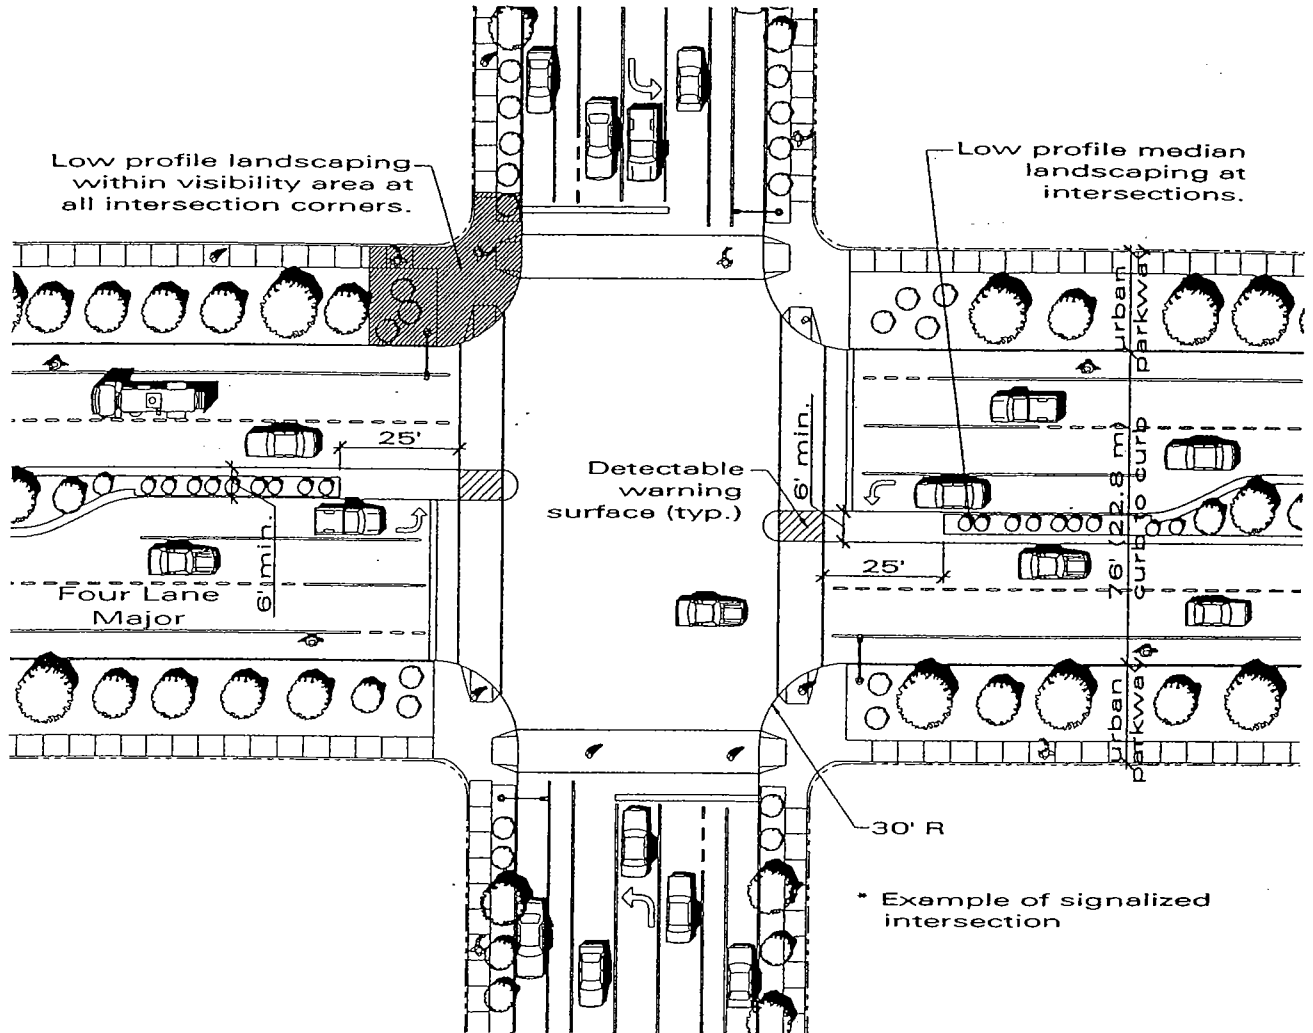 Low profile landscaping
within visibility area at
all intersection corners.
Low profile median
landscaping at
intersections.
urban
parkway
25'
6' min.
Detectable
warning
surface (typ.)
6' min.
76' (22.8 m)
curb to curb
25'
Four Lane
Major
urban
parkway
30' R
* Example of signalized
intersection